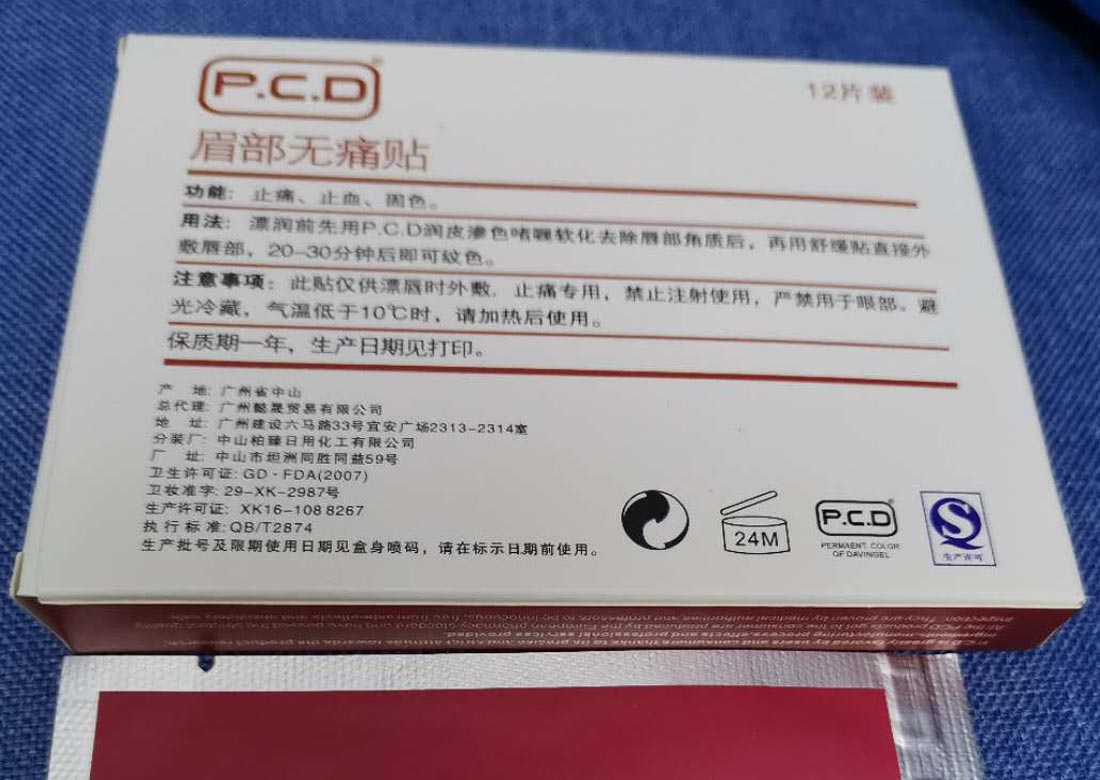 P.C.D®
12片装
眉部无痛贴
功能：止痛、止血、固色。
用法：漂润前先用P.C.D润皮渗色啫喱软化去除唇部角质后，再用舒缓贴直接外
敷唇部，20-30分钟后即可纹色。
注意事项：此贴仅供漂唇时外敷，止痛专用，禁止注射使用，严禁用于眼部。避
光冷藏，气温低于10℃时，请加热后使用。
保质期一年，生产日期见打印。
产 地：广州省中山
总代理：广州懿晟贸易有限公司
地 址：广州建设六马路33号宜安广场2313-2314室
分装厂：中山柏臻日用化工有限公司
厂 址：中山市坦洲同胜同益59号
卫生许可证：GD·FDA(2007)
卫妆准字：29-XK-2987号
生产许可证：XK16-108 8267
执行标准：QB/T2874
生产批号及限期使用日期见盒身喷码，请在标示日期前使用。
24M
P.C.D
PERMAENT COLOR
OF DAVINGEL
生产许可